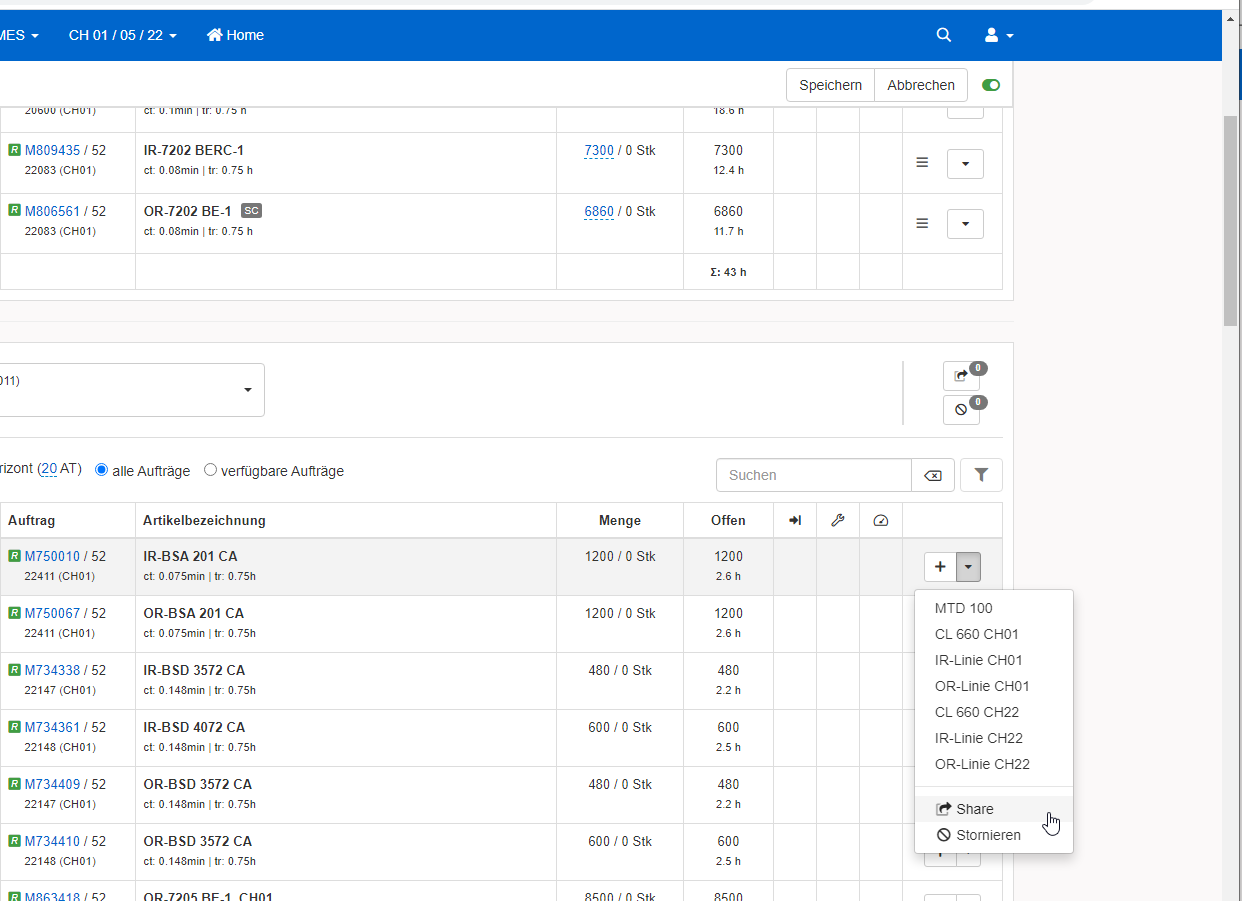 MES CH 01 / 05 / 22 Home
Speichern Abbrechen
20600 (CH01) ct: 0.1min | tr: 0.75 h 18.6 h
R M809435 / 52 IR-7202 BERC-1 7300 / 0 Stk 7300
22083 (CH01) ct: 0.08min | tr: 0.75 h 12.4 h
R M806561 / 52 OR-7202 BE-1 SC 6860 / 0 Stk 6860
22083 (CH01) ct: 0.08min | tr: 0.75 h 11.7 h
Σ: 43 h
011)
0
0
rizont (20 AT) alle Aufträge verfügbare Aufträge
Suchen
Auftrag Artikelbezeichnung Menge Offen
R M750010 / 52 IR-BSA 201 CA 1200 / 0 Stk 1200
22411 (CH01) ct: 0.075min | tr: 0.75h 2.6 h
R M750067 / 52 OR-BSA 201 CA 1200 / 0 Stk 1200
22411 (CH01) ct: 0.075min | tr: 0.75h 2.6 h
R M734338 / 52 IR-BSD 3572 CA 480 / 0 Stk 480
22147 (CH01) ct: 0.148min | tr: 0.75h 2.2 h
R M734361 / 52 IR-BSD 4072 CA 600 / 0 Stk 600
22148 (CH01) ct: 0.148min | tr: 0.75h 2.5 h
R M734409 / 52 OR-BSD 3572 CA 480 / 0 Stk 480
22147 (CH01) ct: 0.148min | tr: 0.75h 2.2 h
R M734410 / 52 OR-BSD 3572 CA 600 / 0 Stk 600
22148 (CH01) ct: 0.148min | tr: 0.75h 2.5 h
R M863418 / 52 OR-7205 BE-1, CH01 8500 / 0 Stk 8500
MTD 100
CL 660 CH01
IR-Linie CH01
OR-Linie CH01
CL 660 CH22
IR-Linie CH22
OR-Linie CH22
Share
Stornieren